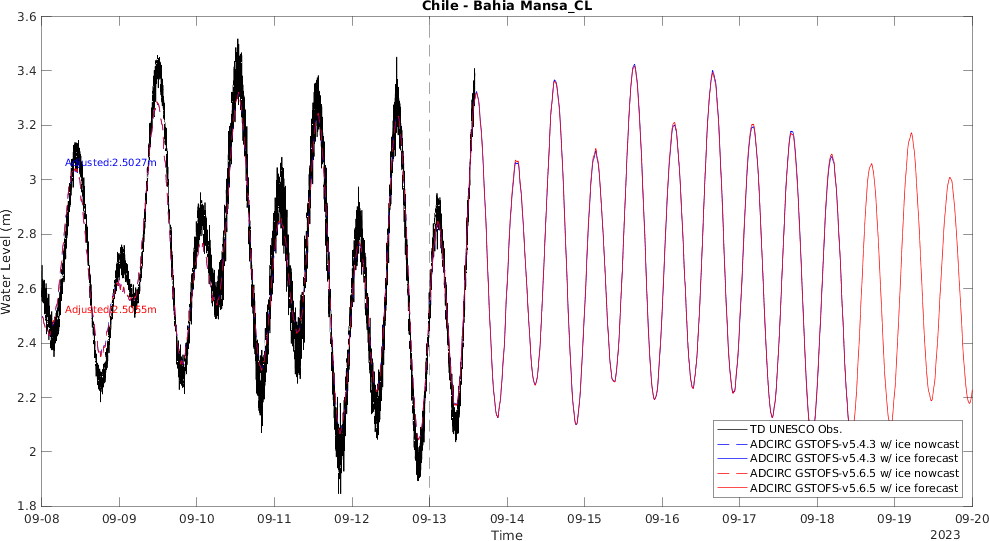 Chile - Bahia Mansa_CL
3.6
3.4
3.2
3
2.8
2.6
2.4
2.2
2
1.8
Water Level (m)
Adjusted:2.5027m
Adjusted:2.5055m
09-08 09-09 09-10 09-11 09-12 09-13 09-14 09-15 09-16 09-17 09-18 09-19 09-20
Time
2023
TD UNESCO Obs.
ADCIRC GSTOFS-v5.4.3 w/ ice nowcast
ADCIRC GSTOFS-v5.4.3 w/ ice forecast
ADCIRC GSTOFS-v5.6.5 w/ ice nowcast
ADCIRC GSTOFS-v5.6.5 w/ ice forecast